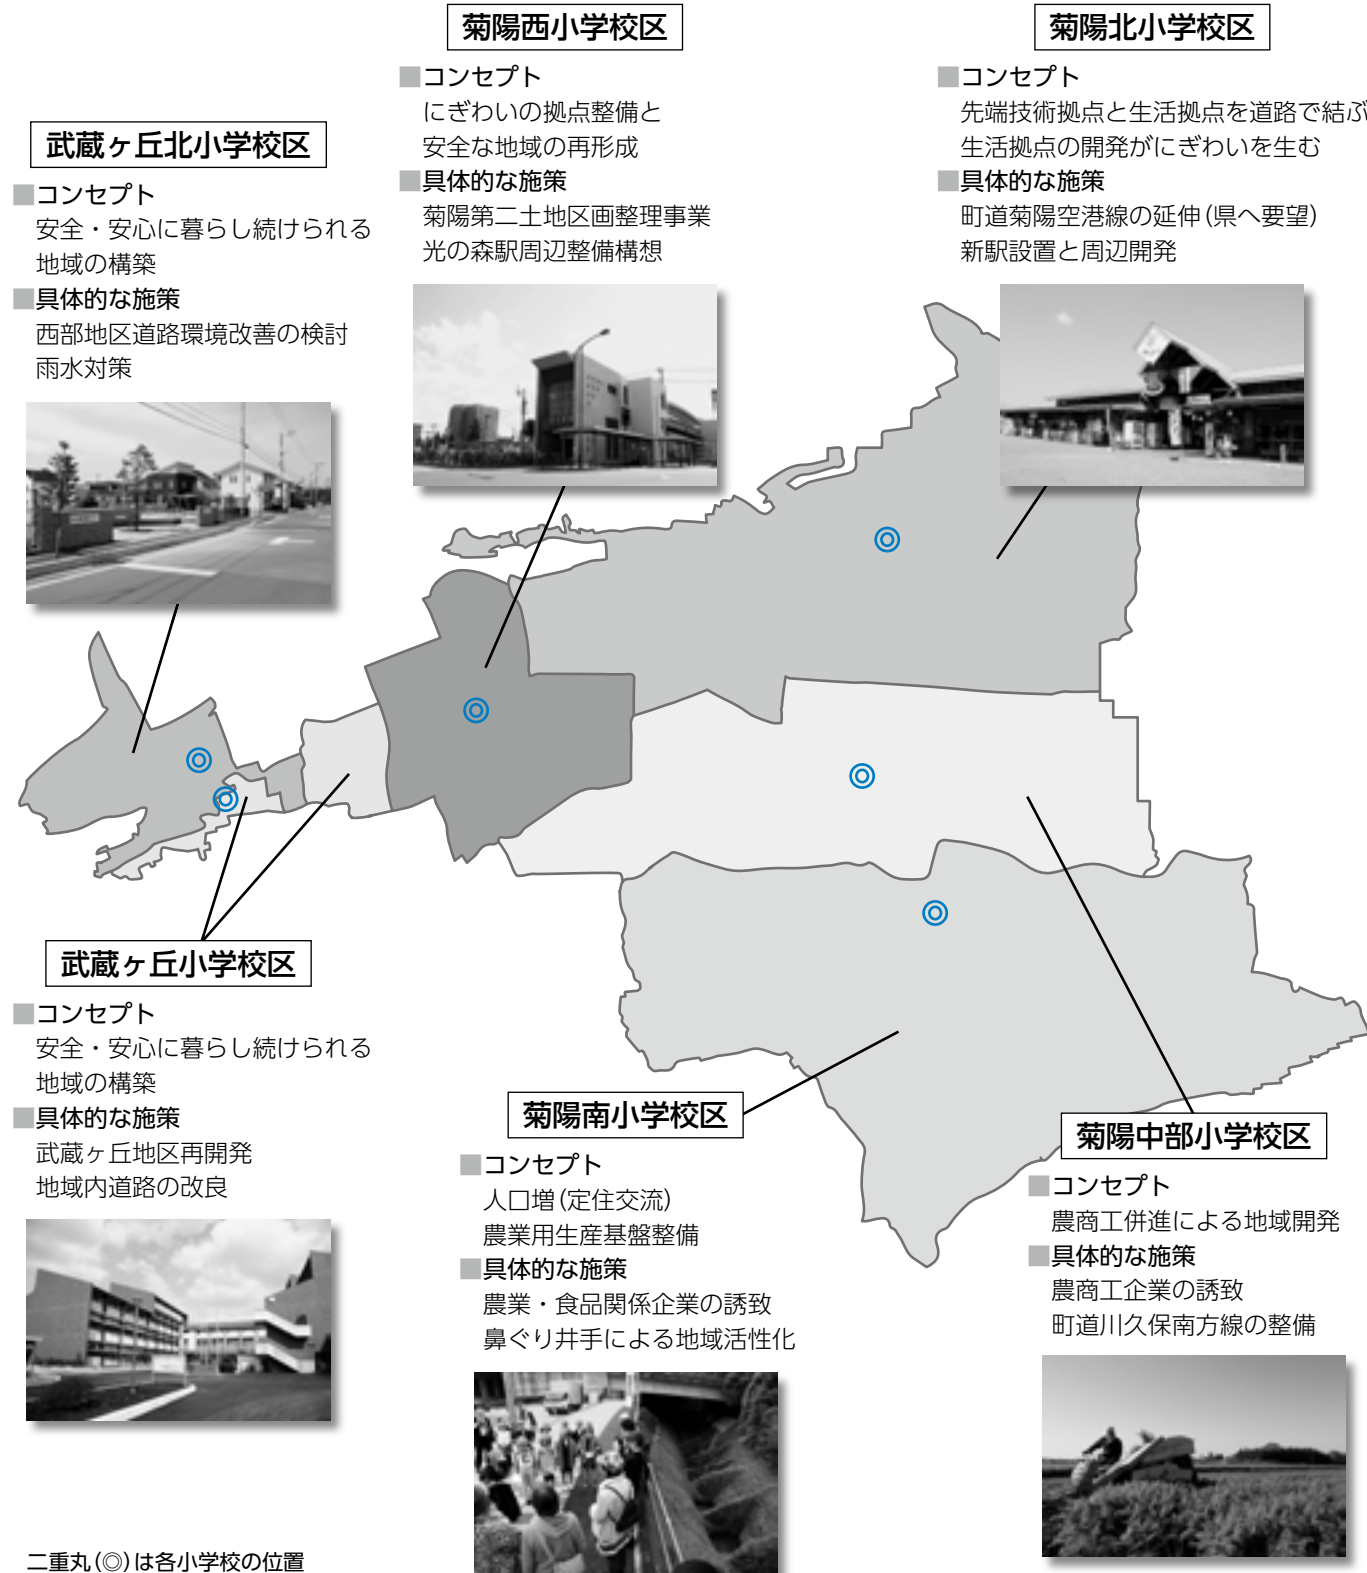 菊陽西小学校区
■コンセプト
にぎわいの拠点整備と
安全な地域の再形成
■具体的な施策
菊陽第二土地区画整理事業
光の森駅周辺整備構想
菊陽北小学校区
■コンセプト
先端技術拠点と生活拠点を道路で結ぶ
生活拠点の開発がにぎわいを生む
■具体的な施策
町道菊陽空港線の延伸(県へ要望)
新駅設置と周辺開発
武蔵ヶ丘北小学校区
■コンセプト
安全・安心に暮らし続けられる
地域の構築
■具体的な施策
西部地区道路環境改善の検討
雨水対策
武蔵ヶ丘小学校区
■コンセプト
安全・安心に暮らし続けられる
地域の構築
■具体的な施策
武蔵ヶ丘地区再開発
地域内道路の改良
菊陽南小学校区
■コンセプト
人口増(定住交流)
農業用生産基盤整備
■具体的な施策
農業・食品関係企業の誘致
鼻ぐり井手による地域活性化
菊陽中部小学校区
■コンセプト
農商工併進による地域開発
■具体的な施策
農商工企業の誘致
町道川久保南方線の整備
二重丸(◎)は各小学校の位置